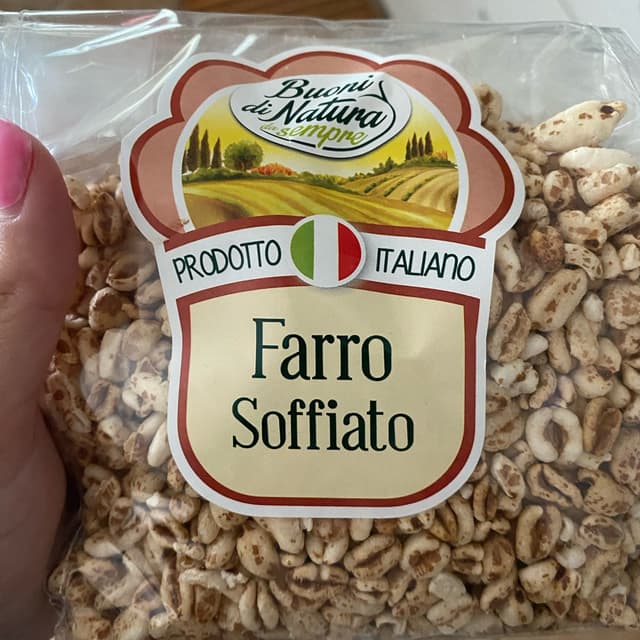 Buoni
di Natura
da sempre
PRODOTTO ITALIANO
Farro
Soffiato